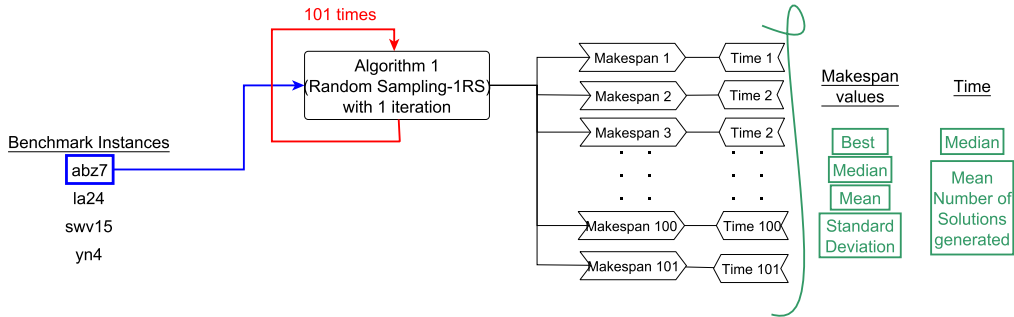 101 times
Algorithm 1
(Random Sampling-1RS)
with 1 iteration
Benchmark Instances
abz7
la24
swv15
yn4
Makespan 1
Time 1
Makespan 2
Time 2
Makespan 3
Time 2
Makespan 100
Time 100
Makespan 101
Time 101
Makespan
values
Best
Median
Mean
Standard
Deviation
Time
Median
Mean
Number of
Solutions
generated